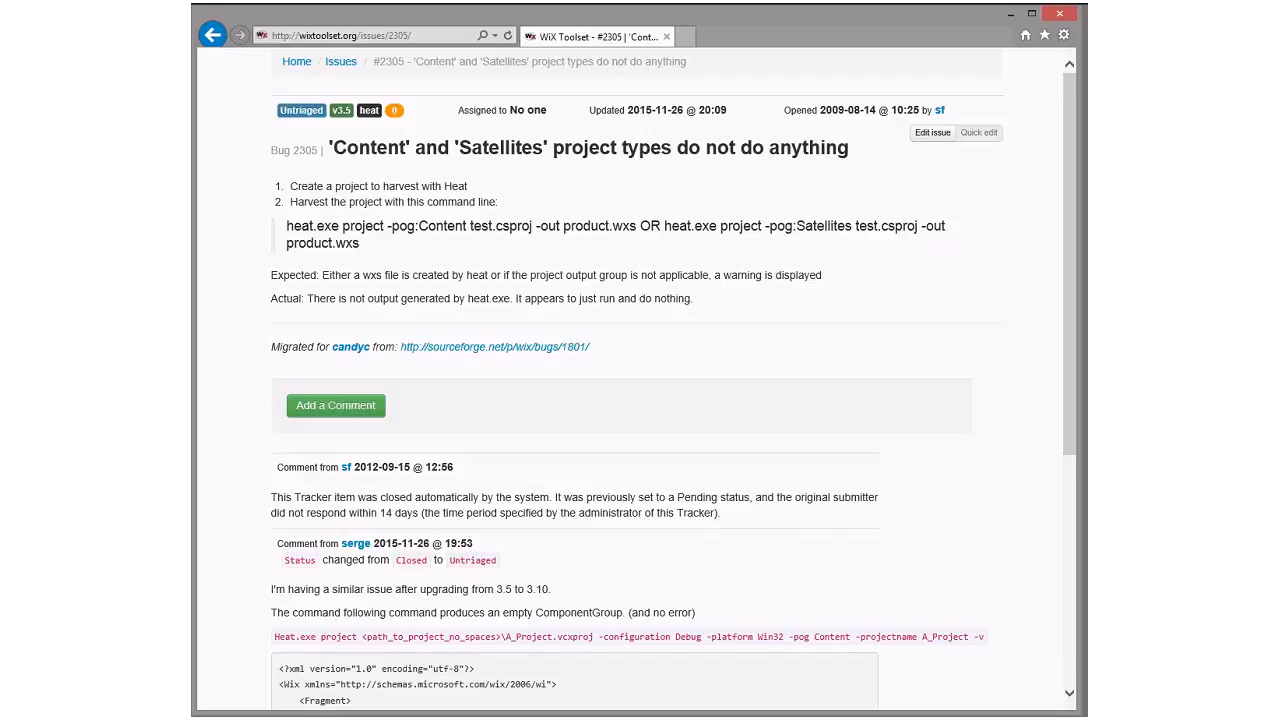 http://wixtoolset.org/issues/2305/
WiX Toolset - #2305 | 'Cont...
Home / Issues / #2305 - 'Content' and 'Satellites' project types do not do anything
Untriaged v3.5 heat 0 Assigned to No one Updated 2015-11-26 @ 20:09 Opened 2009-08-14 @ 10:25 by sf
Edit issue Quick edit
Bug 2305 | 'Content' and 'Satellites' project types do not do anything
1. Create a project to harvest with Heat
2. Harvest the project with this command line:
heat.exe project -pog:Content test.csproj -out product.wxs OR heat.exe project -pog:Satellites test.csproj -out
product.wxs
Expected: Either a wxs file is created by heat or if the project output group is not applicable, a warning is displayed
Actual: There is not output generated by heat.exe. It appears to just run and do nothing.
Migrated for candyc from: http://sourceforge.net/p/wix/bugs/1801/
Add a Comment
Comment from sf 2012-09-15 @ 12:56
This Tracker item was closed automatically by the system. It was previously set to a Pending status, and the original submitter
did not respond within 14 days (the time period specified by the administrator of this Tracker).
Comment from serge 2015-11-26 @ 19:53
Status changed from Closed to Untriaged
I'm having a similar issue after upgrading from 3.5 to 3.10.
The command following command produces an empty ComponentGroup. (and no error)
Heat.exe project <path_to_project_no_spaces>\A_Project.vcxproj -configuration Debug -platform Win32 -pog Content -projectname A_Project -v
<?xml version="1.0" encoding="utf-8"?>
<Wix xmlns="http://schemas.microsoft.com/wix/2006/wi">
<Fragment>